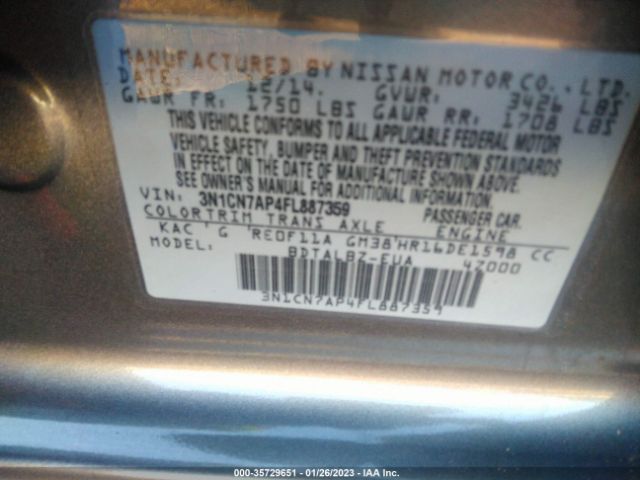 MANUFACTURED BY NISSAN MOTOR CO., LTD.
DATE: 12/14. GVWR: 3426 LBS
GAWR FR: 1750 LBS GAWR RR: 1708 LBS
THIS VEHICLE CONFORMS TO ALL APPLICABLE FEDERAL MOTOR
VEHICLE SAFETY, BUMPER AND THEFT PREVENTION STANDARDS
IN EFFECT ON THE DATE OF MANUFACTURE SHOWN ABOVE.
SEE OWNER'S MANUAL FOR ADDITIONAL INFORMATION.
VIN: 3N1CN7AP4FL887359 PASSENGER CAR.
COLOR TRIM TRANS AXLE ENGINE
KAC G RE0F11A GM38 HR16DE1598 CC
MODEL: BDTALBZ-EUA 4Z000
3N1CN7AP4FL887359
000-35729651 | 01/26/2023 - IAA Inc.